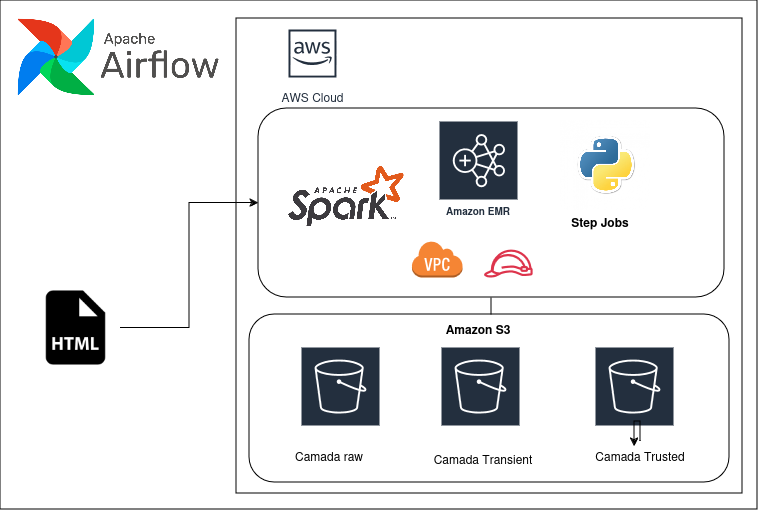 Apache
Airflow
aws
AWS Cloud
APACHE
Spark™
Amazon EMR
Step Jobs
VPC
HTML
Amazon S3
Camada raw
Camada Transient
Camada Trusted